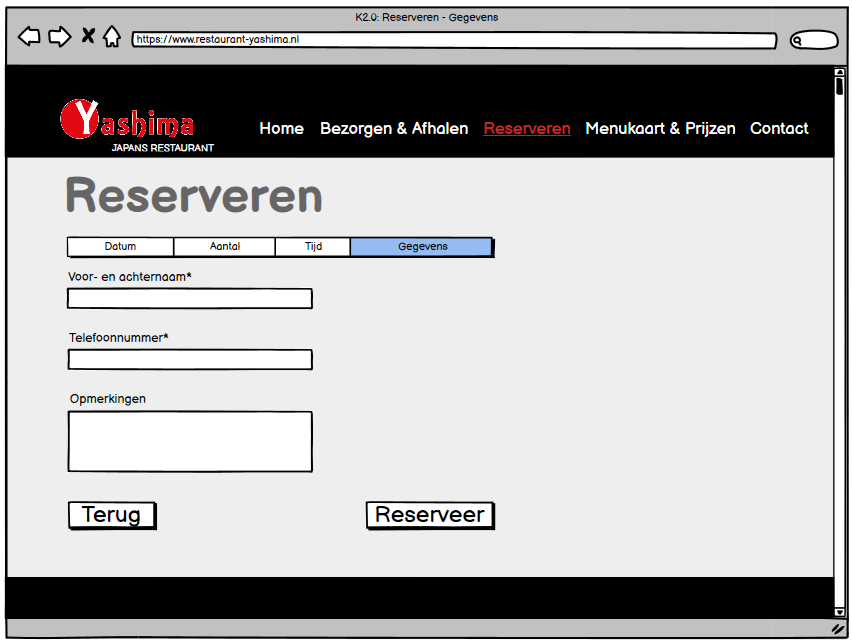 K2.0: Reserveren - Gegevens
https://www.restaurant-yashima.nl
Yashima
JAPANS RESTAURANT
Home Bezorgen & Afhalen Reserveren Menukaart & Prijzen Contact
Reserveren
Datum Aantal Tijd Gegevens
Voor- en achternaam*
Telefoonnummer*
Opmerkingen
Terug Reserveer